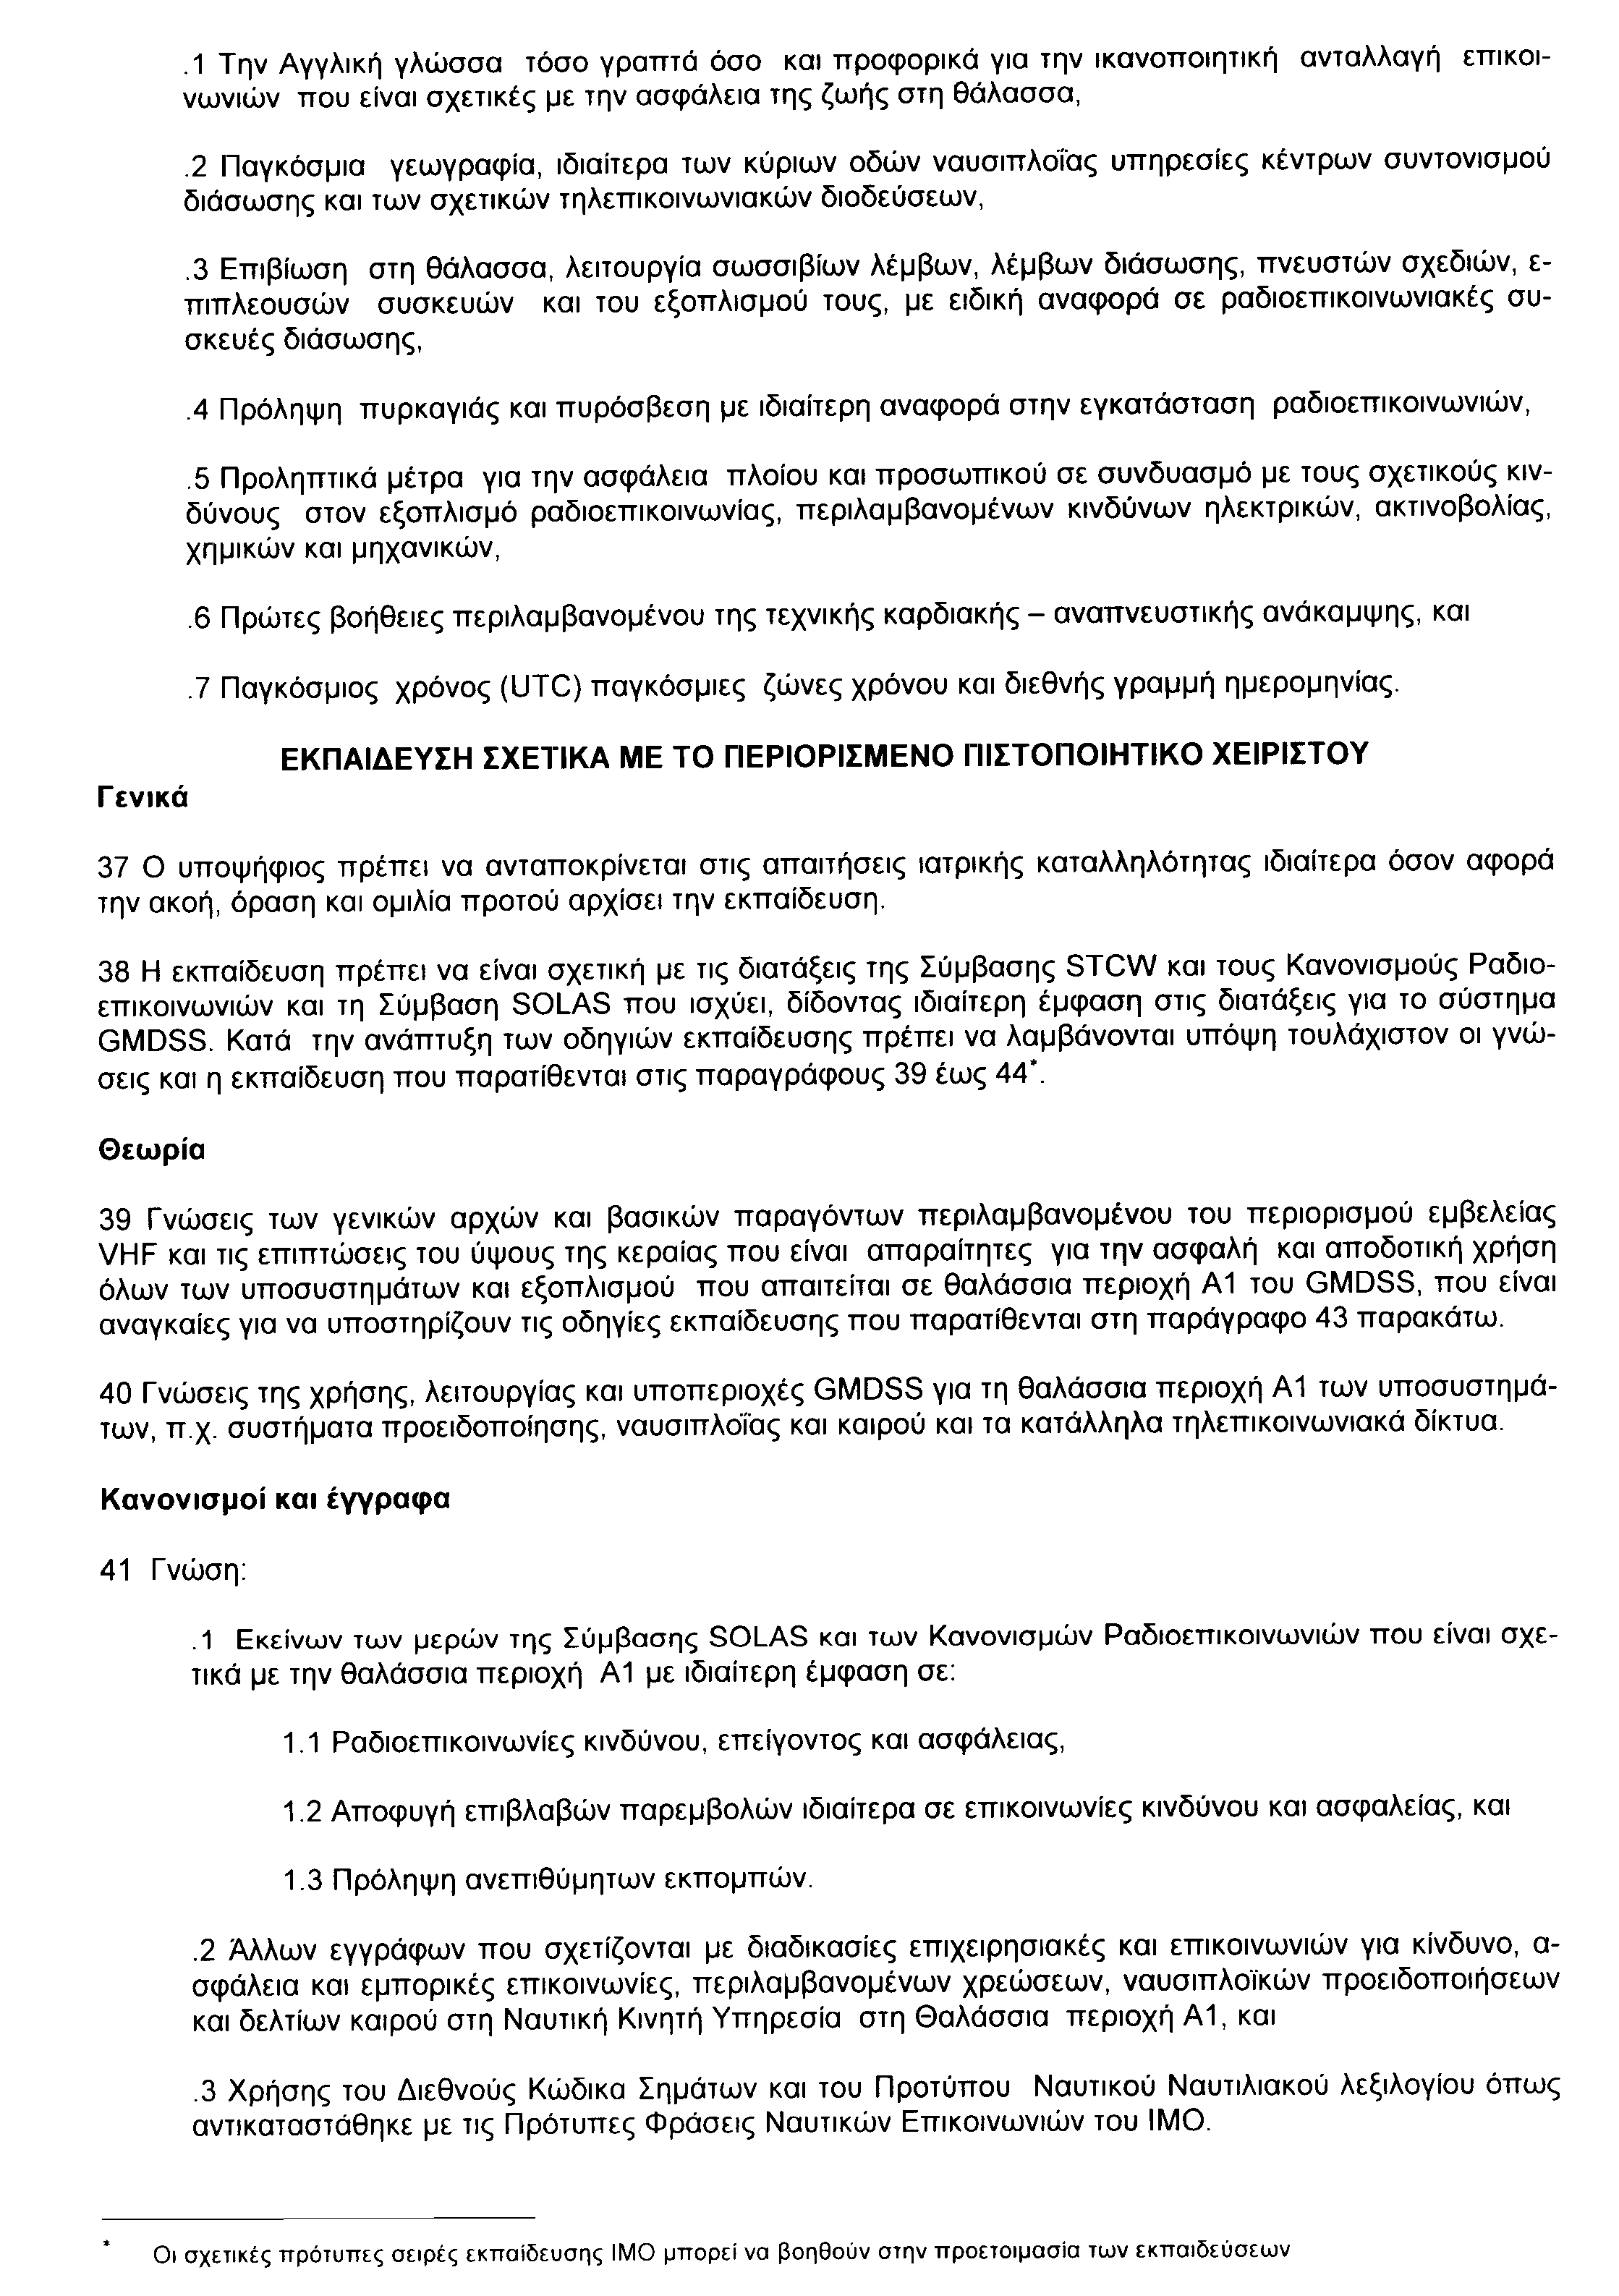 .1 Την Αγγλική γλώσσα τόσο γραπτά όσο και προφορικά για την ικανοποιητική ανταλλαγή επικοι-
νωνιών που είναι σχετικές με την ασφάλεια της ζωής στη θάλασσα,
.2 Παγκόσμια γεωγραφία, ιδιαίτερα των κύριων οδών ναυσιπλοΐας υπηρεσίες κέντρων συντονισμού
διάσωσης και των σχετικών τηλεπικοινωνιακών διοδεύσεων,
.3 Επιβίωση στη θάλασσα, λειτουργία σωσσιβίων λέμβων, λέμβων διάσωσης, πνευστών σχεδιών, ε-
πιπλεουσών συσκευών και του εξοπλισμού τους, με ειδική αναφορά σε ραδιοεπικοινωνιακές συ-
σκευές διάσωσης,
.4 Πρόληψη πυρκαγιάς και πυρόσβεση με ιδιαίτερη αναφορά στην εγκατάσταση ραδιοεπικοινωνιών,
.5 Προληπτικά μέτρα για την ασφάλεια πλοίου και προσωπικού σε συνδυασμό με τους σχετικούς κιν-
δύνους στον εξοπλισμό ραδιοεπικοινωνίας, περιλαμβανομένων κινδύνων ηλεκτρικών, ακτινοβολίας,
χημικών και μηχανικών,
.6 Πρώτες βοήθειες περιλαμβανομένου της τεχνικής καρδιακής – αναπνευστικής ανάκαμψης, και
.7 Παγκόσμιος χρόνος (UTC) παγκόσμιες ζώνες χρόνου και διεθνής γραμμή ημερομηνίας.
ΕΚΠΑΙΔΕΥΣΗ ΣΧΕΤΙΚΑ ΜΕ ΤΟ ΠΕΡΙΟΡΙΣΜΕΝΟ ΠΙΣΤΟΠΟΙΗΤΙΚΟ ΧΕΙΡΙΣΤΟΥ
Γενικά
37 Ο υποψήφιος πρέπει να ανταποκρίνεται στις απαιτήσεις ιατρικής καταλληλότητας ιδιαίτερα όσον αφορά
την ακοή, όραση και ομιλία προτού αρχίσει την εκπαίδευση.
38 Η εκπαίδευση πρέπει να είναι σχετική με τις διατάξεις της Σύμβασης STCW και τους Κανονισμούς Ραδιο-
επικοινωνιών και τη Σύμβαση SOLAS που ισχύει, δίδοντας ιδιαίτερη έμφαση στις διατάξεις για το σύστημα
GMDSS. Κατά την ανάπτυξη των οδηγιών εκπαίδευσης πρέπει να λαμβάνονται υπόψη τουλάχιστον οι γνώ-
σεις και η εκπαίδευση που παρατίθενται στις παραγράφους 39 έως 44*.
Θεωρία
39 Γνώσεις των γενικών αρχών και βασικών παραγόντων περιλαμβανομένου του περιορισμού εμβελείας
VHF και τις επιπτώσεις του ύψους της κεραίας που είναι απαραίτητες για την ασφαλή και αποδοτική χρήση
όλων των υποσυστημάτων και εξοπλισμού που απαιτείται σε θαλάσσια περιοχή Α1 του GMDSS, που είναι
αναγκαίες για να υποστηρίζουν τις οδηγίες εκπαίδευσης που παρατίθενται στη παράγραφο 43 παρακάτω.
40 Γνώσεις της χρήσης, λειτουργίας και υποπεριοχές GMDSS για τη θαλάσσια περιοχή Α1 των υποσυστημά-
των, π.χ. συστήματα προειδοποίησης, ναυσιπλοΐας και καιρού και τα κατάλληλα τηλεπικοινωνιακά δίκτυα.
Κανονισμοί και έγγραφα
41 Γνώση:
.1 Εκείνων των μερών της Σύμβασης SOLAS και των Κανονισμών Ραδιοεπικοινωνιών που είναι σχε-
τικά με την θαλάσσια περιοχή Α1 με ιδιαίτερη έμφαση σε:
1.1 Ραδιοεπικοινωνίες κινδύνου, επείγοντος και ασφάλειας,
1.2 Αποφυγή επιβλαβών παρεμβολών ιδιαίτερα σε επικοινωνίες κινδύνου και ασφαλείας, και
1.3 Πρόληψη ανεπιθύμητων εκπομπών.
.2 Άλλων εγγράφων που σχετίζονται με διαδικασίες επιχειρησιακές και επικοινωνιών για κίνδυνο, α-
σφάλεια και εμπορικές επικοινωνίες, περιλαμβανομένων χρεώσεων, ναυσιπλοϊκών προειδοποιήσεων
και δελτίων καιρού στη Ναυτική Κινητή Υπηρεσία στη Θαλάσσια περιοχή Α1, και
.3 Χρήσης του Διεθνούς Κώδικα Σημάτων και του Προτύπου Ναυτικού Ναυτιλιακού λεξιλογίου όπως
αντικαταστάθηκε με τις Πρότυπες Φράσεις Ναυτικών Επικοινωνιών του ΙΜΟ.
* Οι σχετικές πρότυπες σειρές εκπαίδευσης ΙΜΟ μπορεί να βοηθούν στην προετοιμασία των εκπαιδεύσεων